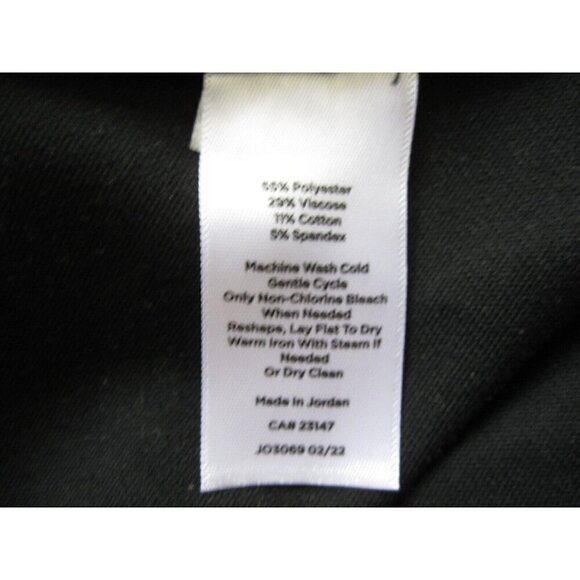 55% Polyester
29% Viscose
11% Cotton
5% Spandex
Machine Wash Cold
Gentle Cycle
Only Non-Chlorine Bleach
When Needed
Reshape, Lay Flat To Dry
Warm Iron With Steam If
Needed
Or Dry Clean
Made In Jordan
CA# 23147
JO3069 02/22